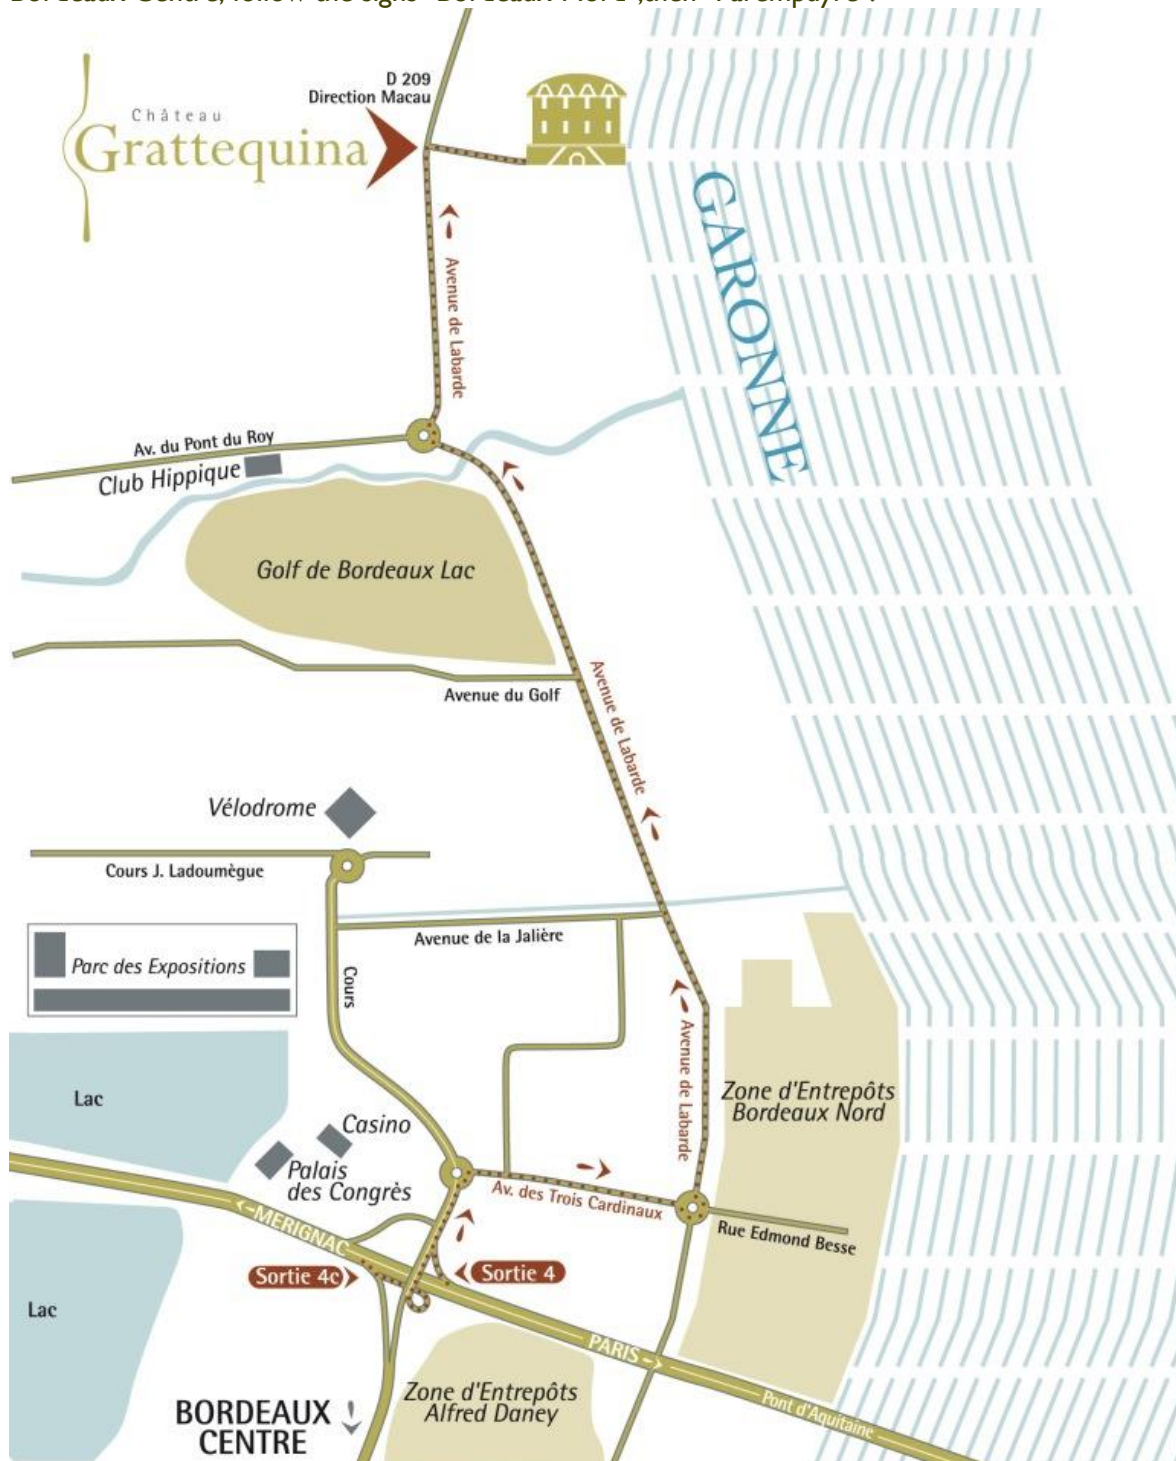 D 209
Direction Macau
Château
Grattequina
GARONNE
Avenue de Labarde
Av. du Pont du Roy
Club Hippique
Golf de Bordeaux Lac
Avenue de Labarde
Avenue du Golf
Vélodrome
Cours J. Ladoumègue
Avenue de la Jalière
Parc des Expositions
Cours
Avenue de Labarde
Zone d'Entrepôts
Bordeaux Nord
Lac
Casino
Palais
des Congrès
Av. des Trois Cardinaux
Rue Edmond Besse
MERIGNAC
Sortie 4c
Sortie 4
Lac
PARIS
Zone d'Entrepôts
Alfred Daney
Pont d'Aquitaine
BORDEAUX
CENTRE